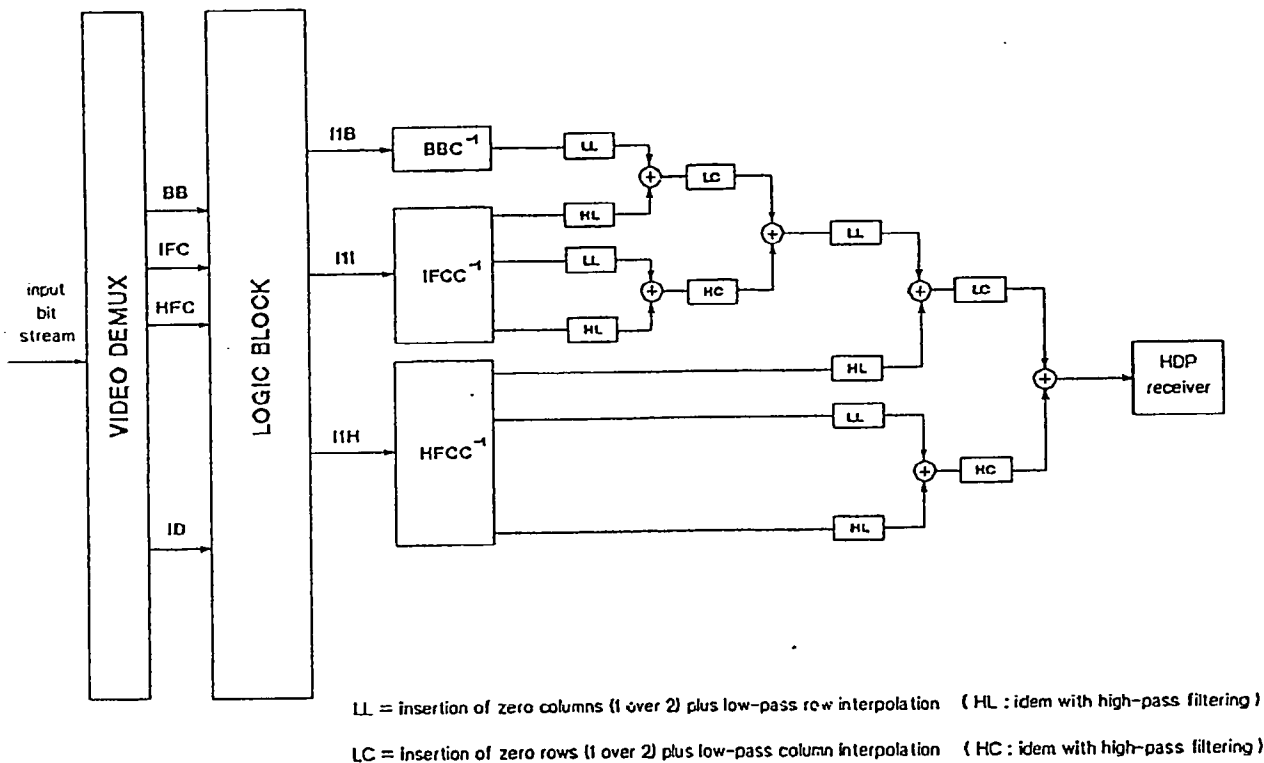 input
bit
stream
VIDEO DEMUX
BB
IFC
HFC
ID
LOGIC BLOCK
I1B
I1I
I1H
BBC⁻¹
IFCC⁻¹
HFCC⁻¹
LL
HL
LL
HL
LC
HC
LL
HL
LL
HL
LC
HC
HDP
receiver
LL = insertion of zero columns (1 over 2) plus low-pass row interpolation ( HL : idem with high-pass filtering )
LC = insertion of zero rows (1 over 2) plus low-pass column interpolation ( HC : idem with high-pass filtering )